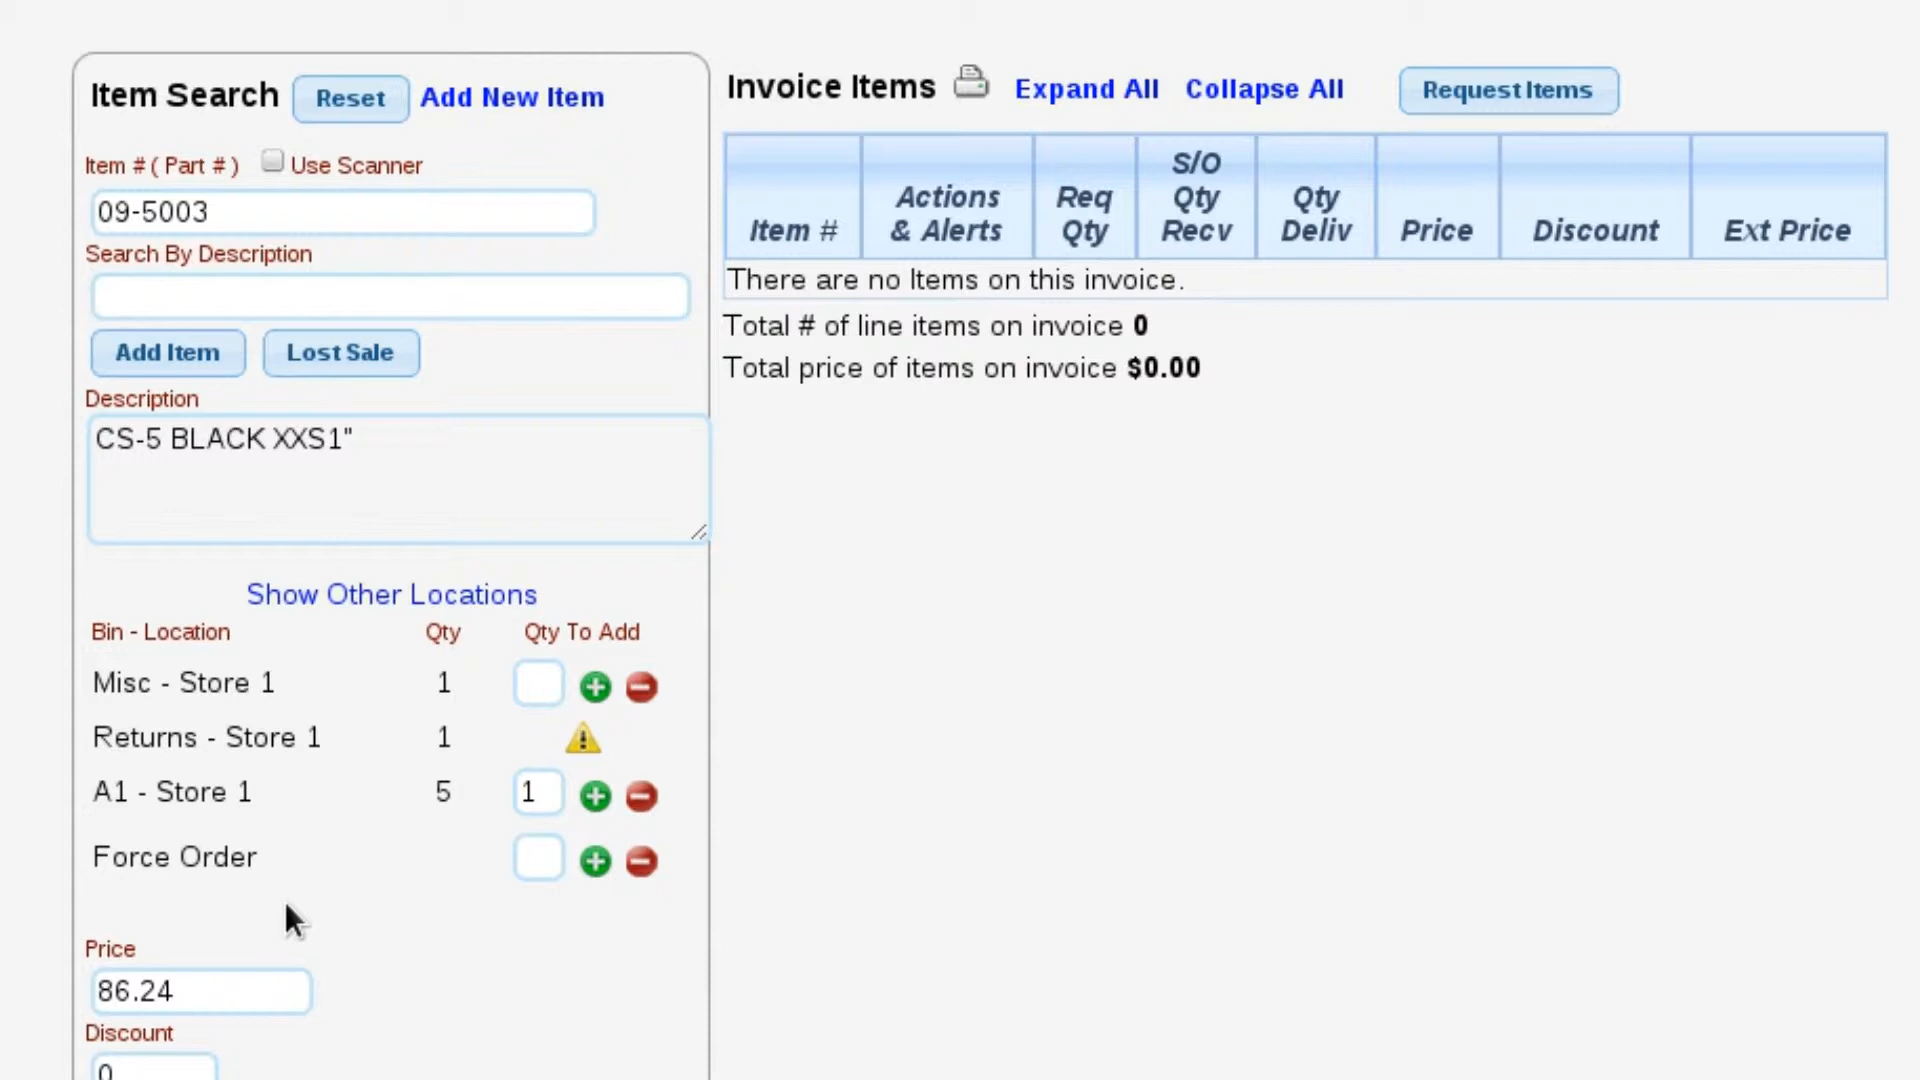 Item Search Reset Add New Item
Item # ( Part # ) Use Scanner
09-5003
Search By Description
Add Item Lost Sale
Description
CS-5 BLACK XXS1"
Show Other Locations
Bin - Location Qty Qty To Add
Misc - Store 1 1
Returns - Store 1 1
A1 - Store 1 5 1
Force Order
Price
86.24
Discount
0
Invoice Items Expand All Collapse All Request Items
Item # Actions & Alerts Req Qty S/O Qty Recv Qty Deliv Price Discount Ext Price
There are no Items on this invoice.
Total # of line items on invoice 0
Total price of items on invoice $0.00